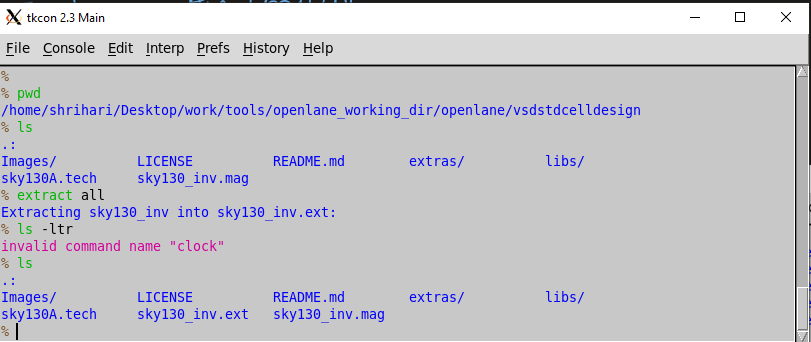 tkcon 2.3 Main
File Console Edit Interp Prefs History Help
%
% pwd
/home/shrihari/Desktop/work/tools/openlane_working_dir/openlane/vsdstdcelldesign
% ls
.:
Images/ LICENSE README.md extras/ libs/
sky130A.tech sky130_inv.mag
% extract all
Extracting sky130_inv into sky130_inv.ext:
% ls -ltr
invalid command name "clock"
% ls
.:
Images/ LICENSE README.md extras/ libs/
sky130A.tech sky130_inv.ext sky130_inv.mag
%